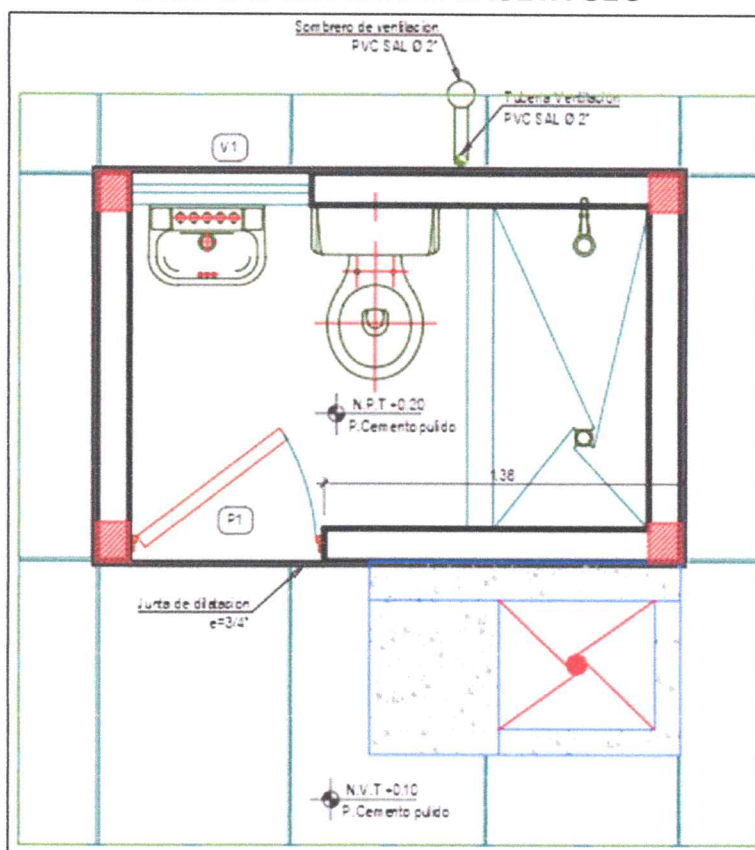 Sombrero de ventilacion
PVC SAL Ø 2"
Tuberia Ventilacion
PVC SAL Ø 2"
V1
N.P.T +0.20
P.Cemento pulido
1.38
P1
Junta de dilatacion
e=3/4"
N.V.T +0.10
P.Cemento pulido